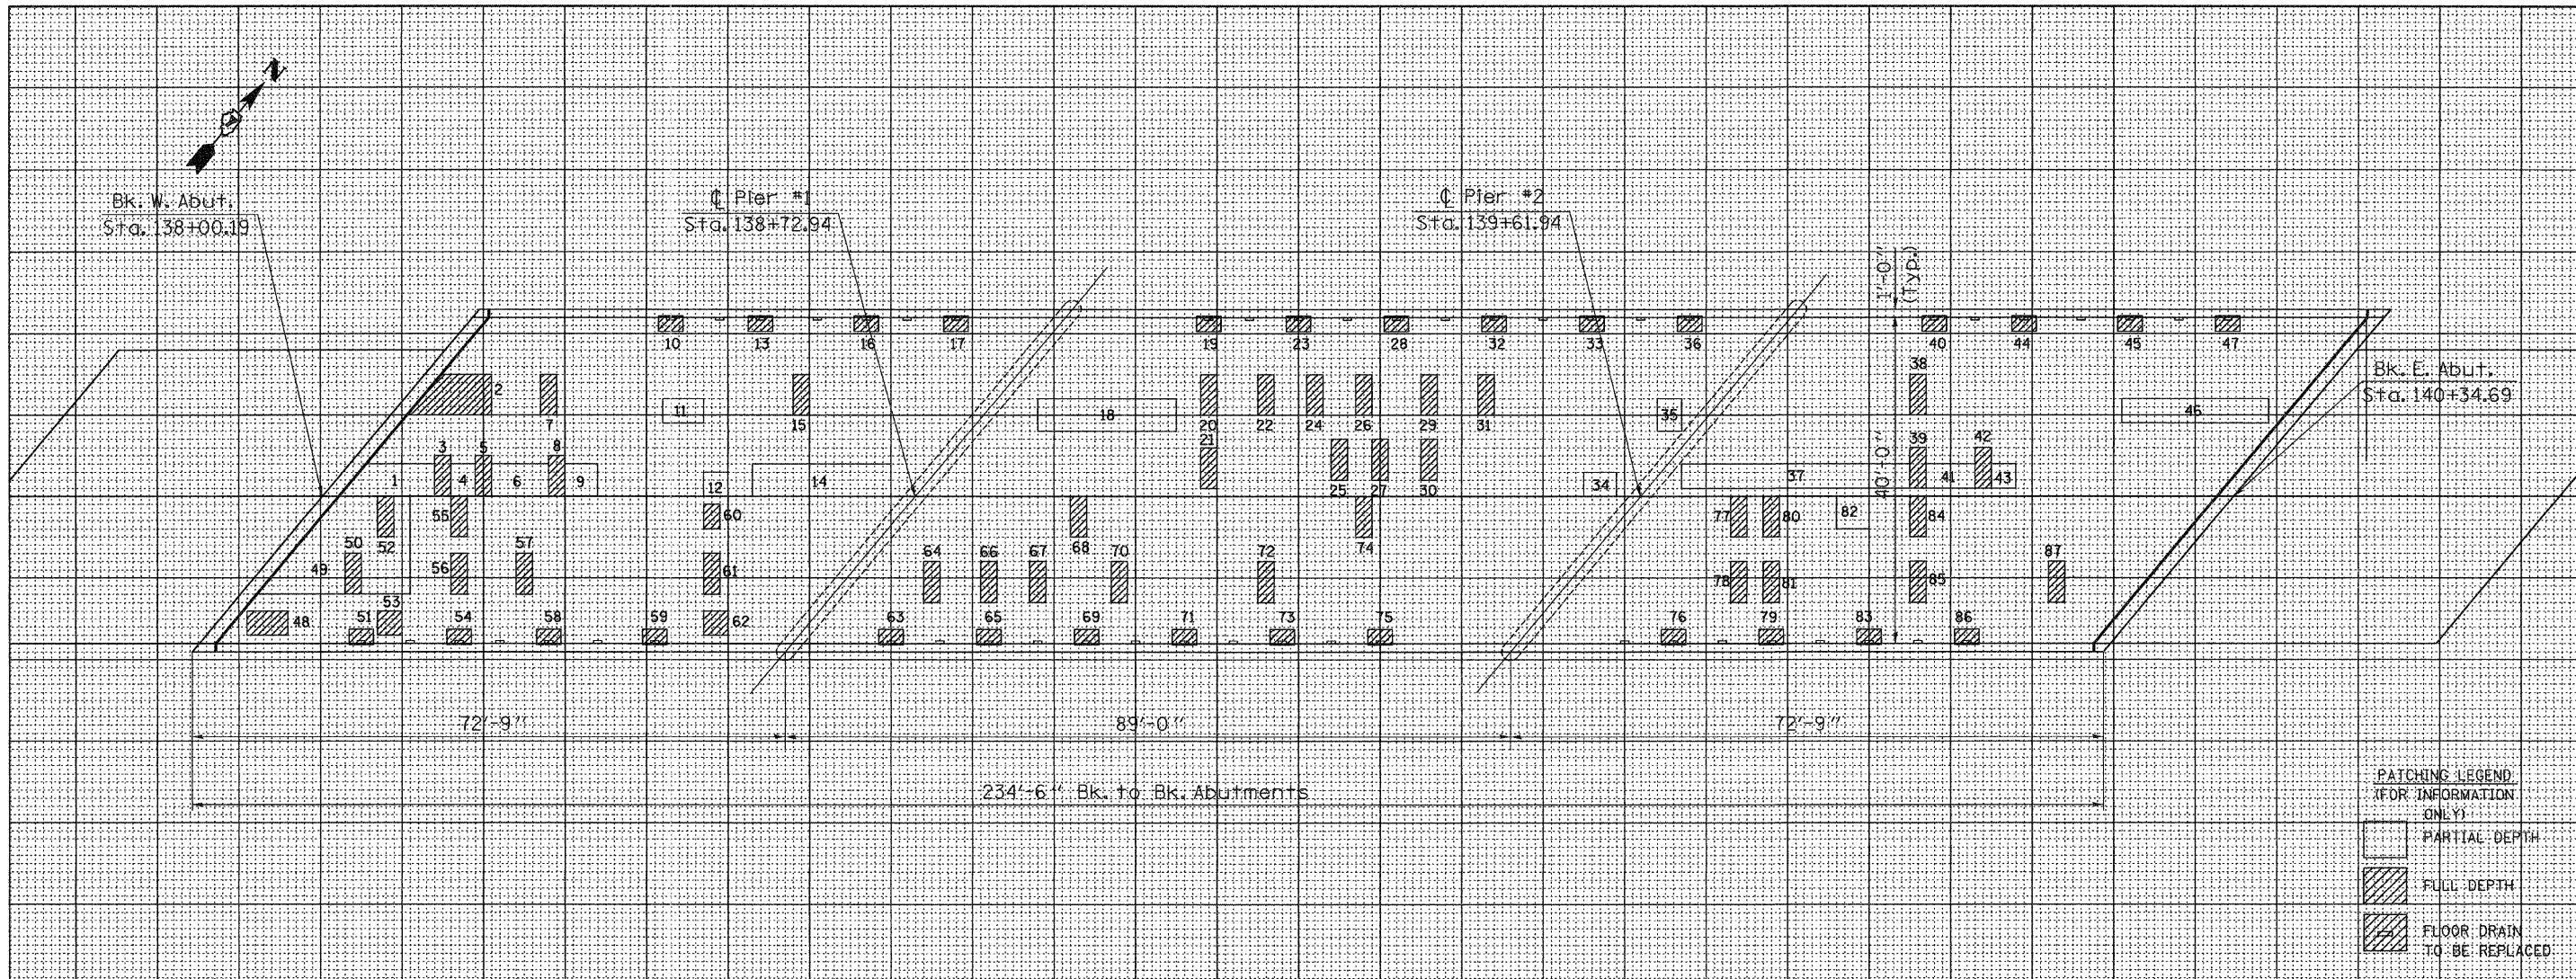 N
Bk. W. Abut.
Sta. 138+00.19
℄ Pier #1
Sta. 138+72.94
℄ Pier #2
Sta. 139+61.94
1'-0"
(Typ.)
Bk. E. Abut.
Sta. 140+34.69
10 13 16 17 19 23 28 32 33 36 40 44 45 47
38
2
11 18 35 46
7 15 20 22 24 26 29 31
3 5 8 21 39 42
1 4 6 9 12 14 25 27 30 34 37 41 43
40'-0"
55 60 77 80 82 84
52 68 74
50 57 64 66 67 70 72 87
49 56 61 78 81 85
53
48 51 54 58 59 62 63 65 69 71 73 75 76 79 83 86
72'-9"
89'-0"
72'-9"
234'-6" Bk. to Bk. Abutments
PATCHING LEGEND
(FOR INFORMATION
ONLY)
PARTIAL DEPTH
FULL DEPTH
FLOOR DRAIN
TO BE REPLACED